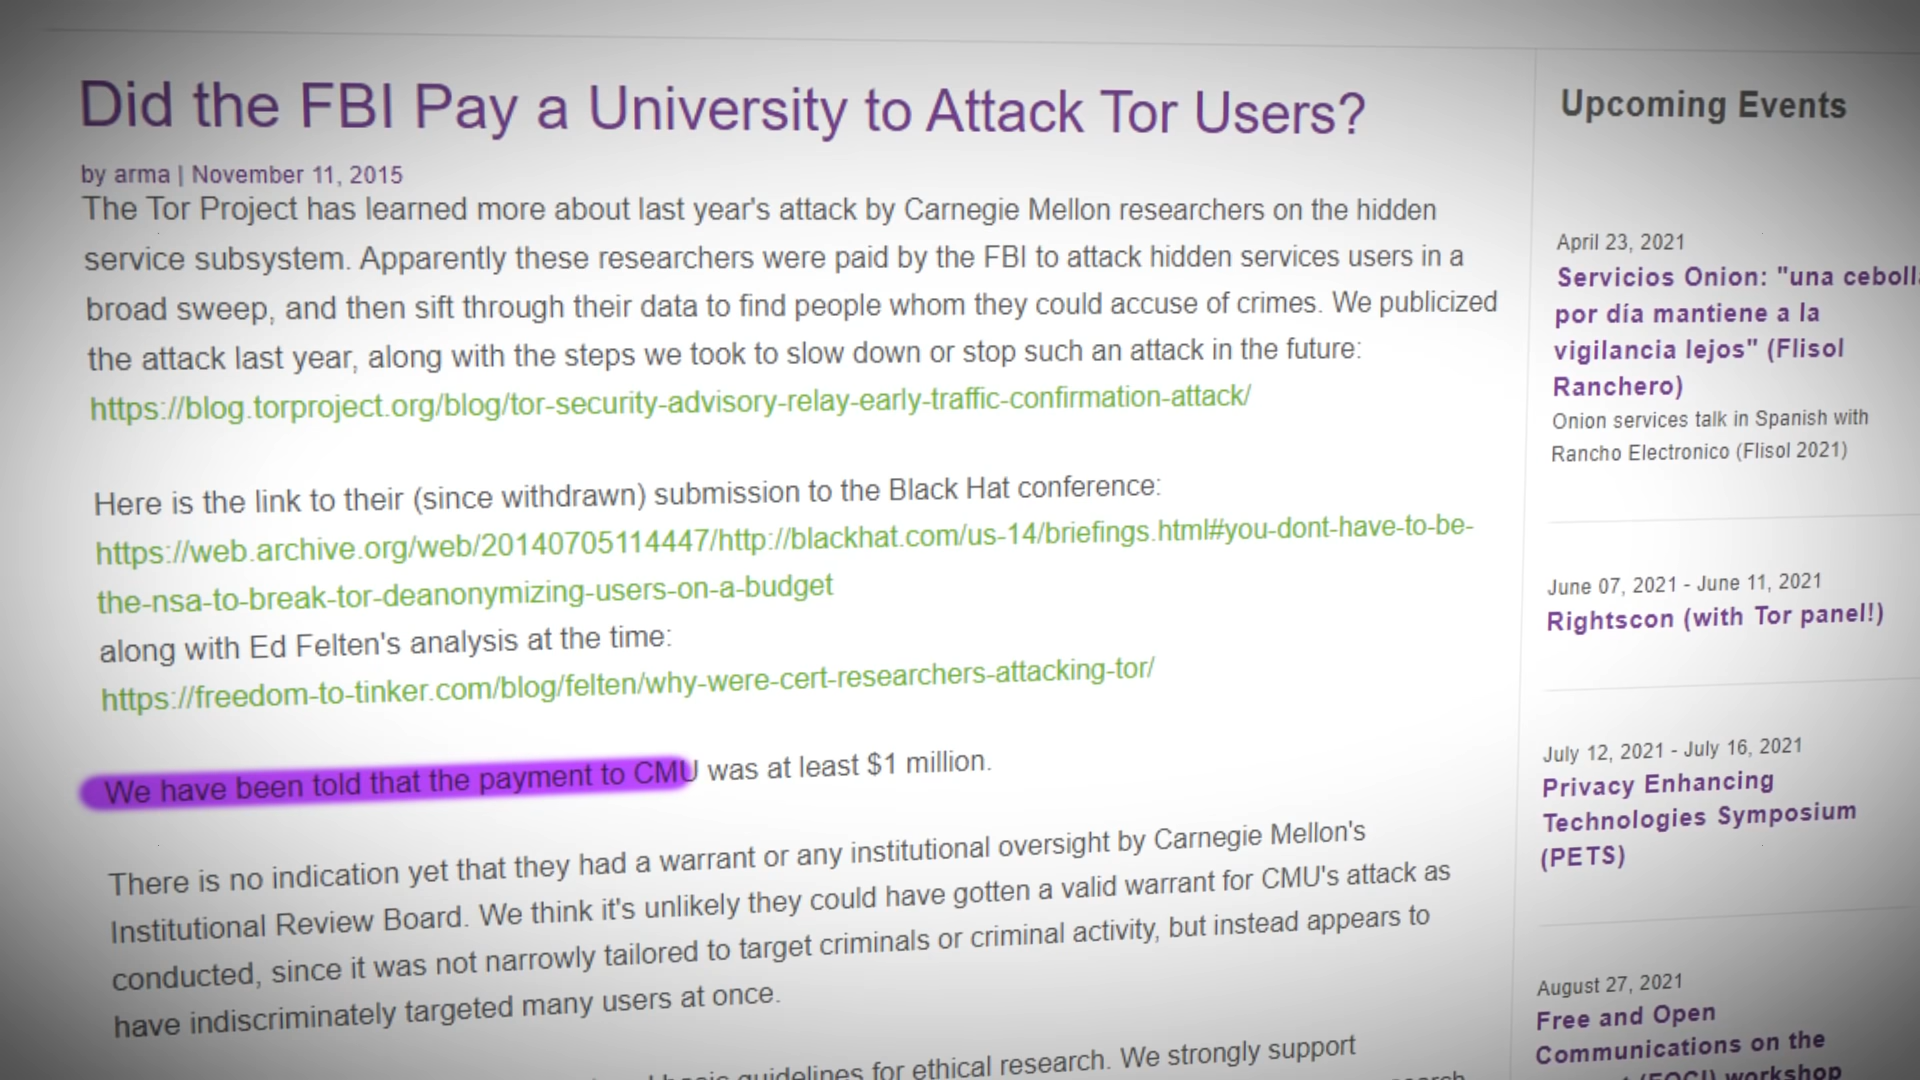 Did the FBI Pay a University to Attack Tor Users?
by arma | November 11, 2015
The Tor Project has learned more about last year's attack by Carnegie Mellon researchers on the hidden
service subsystem. Apparently these researchers were paid by the FBI to attack hidden services users in a
broad sweep, and then sift through their data to find people whom they could accuse of crimes. We publicized
the attack last year, along with the steps we took to slow down or stop such an attack in the future:
https://blog.torproject.org/blog/tor-security-advisory-relay-early-traffic-confirmation-attack/
Here is the link to their (since withdrawn) submission to the Black Hat conference:
https://web.archive.org/web/20140705114447/http://blackhat.com/us-14/briefings.html#you-dont-have-to-be-
the-nsa-to-break-tor-deanonymizing-users-on-a-budget
along with Ed Felten's analysis at the time:
https://freedom-to-tinker.com/blog/felten/why-were-cert-researchers-attacking-tor/
We have been told that the payment to CMU was at least $1 million.
There is no indication yet that they had a warrant or any institutional oversight by Carnegie Mellon's
Institutional Review Board. We think it's unlikely they could have gotten a valid warrant for CMU's attack as
conducted, since it was not narrowly tailored to target criminals or criminal activity, but instead appears to
have indiscriminately targeted many users at once.
guidelines for ethical research. We strongly support
Upcoming Events
April 23, 2021
Servicios Onion: "una ceboll
por día mantiene a la
vigilancia lejos" (Flisol
Ranchero)
Onion services talk in Spanish with
Rancho Electronico (Flisol 2021)
June 07, 2021 - June 11, 2021
Rightscon (with Tor panel!)
July 12, 2021 - July 16, 2021
Privacy Enhancing
Technologies Symposium
(PETS)
August 27, 2021
Free and Open
Communications on the
(FOCI) workshop